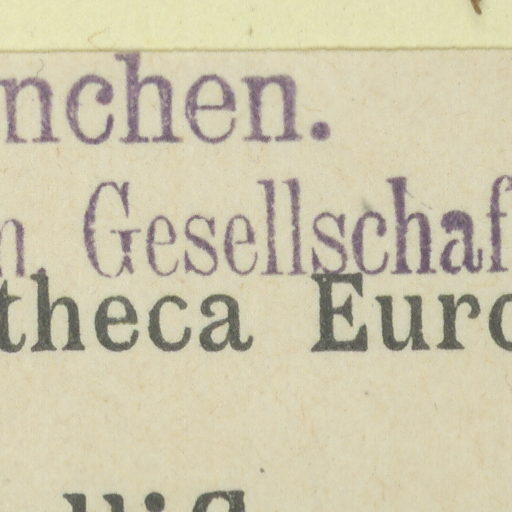 nchen.
n Gesellschaf
theca Euro